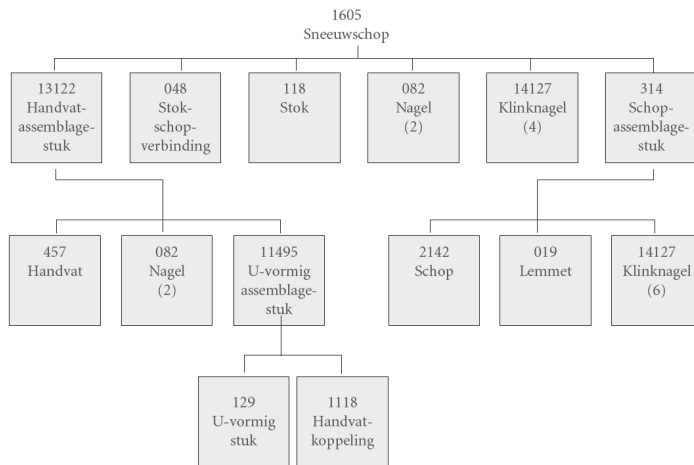 1605
Sneeuwschop
13122
Handvat-
assemblage-
stuk
048
Stok-
schop-
verbinding
118
Stok
082
Nagel
(2)
14127
Klinknagel
(4)
314
Schop-
assemblage-
stuk
457
Handvat
082
Nagel
(2)
11495
U-vormig
assemblage-
stuk
2142
Schop
019
Lemmet
14127
Klinknagel
(6)
129
U-vormig
stuk
1118
Handvat-
koppeling